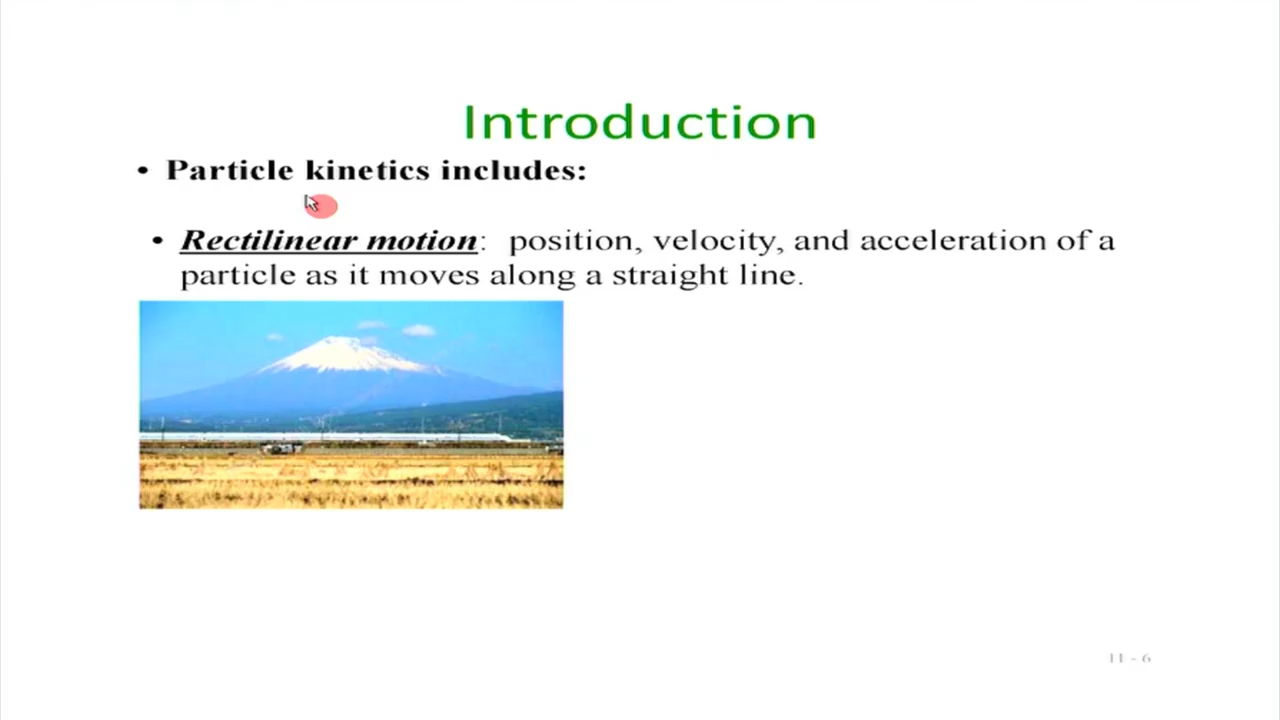 Introduction
• Particle kinetics includes:
• Rectilinear motion: position, velocity, and acceleration of a
particle as it moves along a straight line.
11 - 6